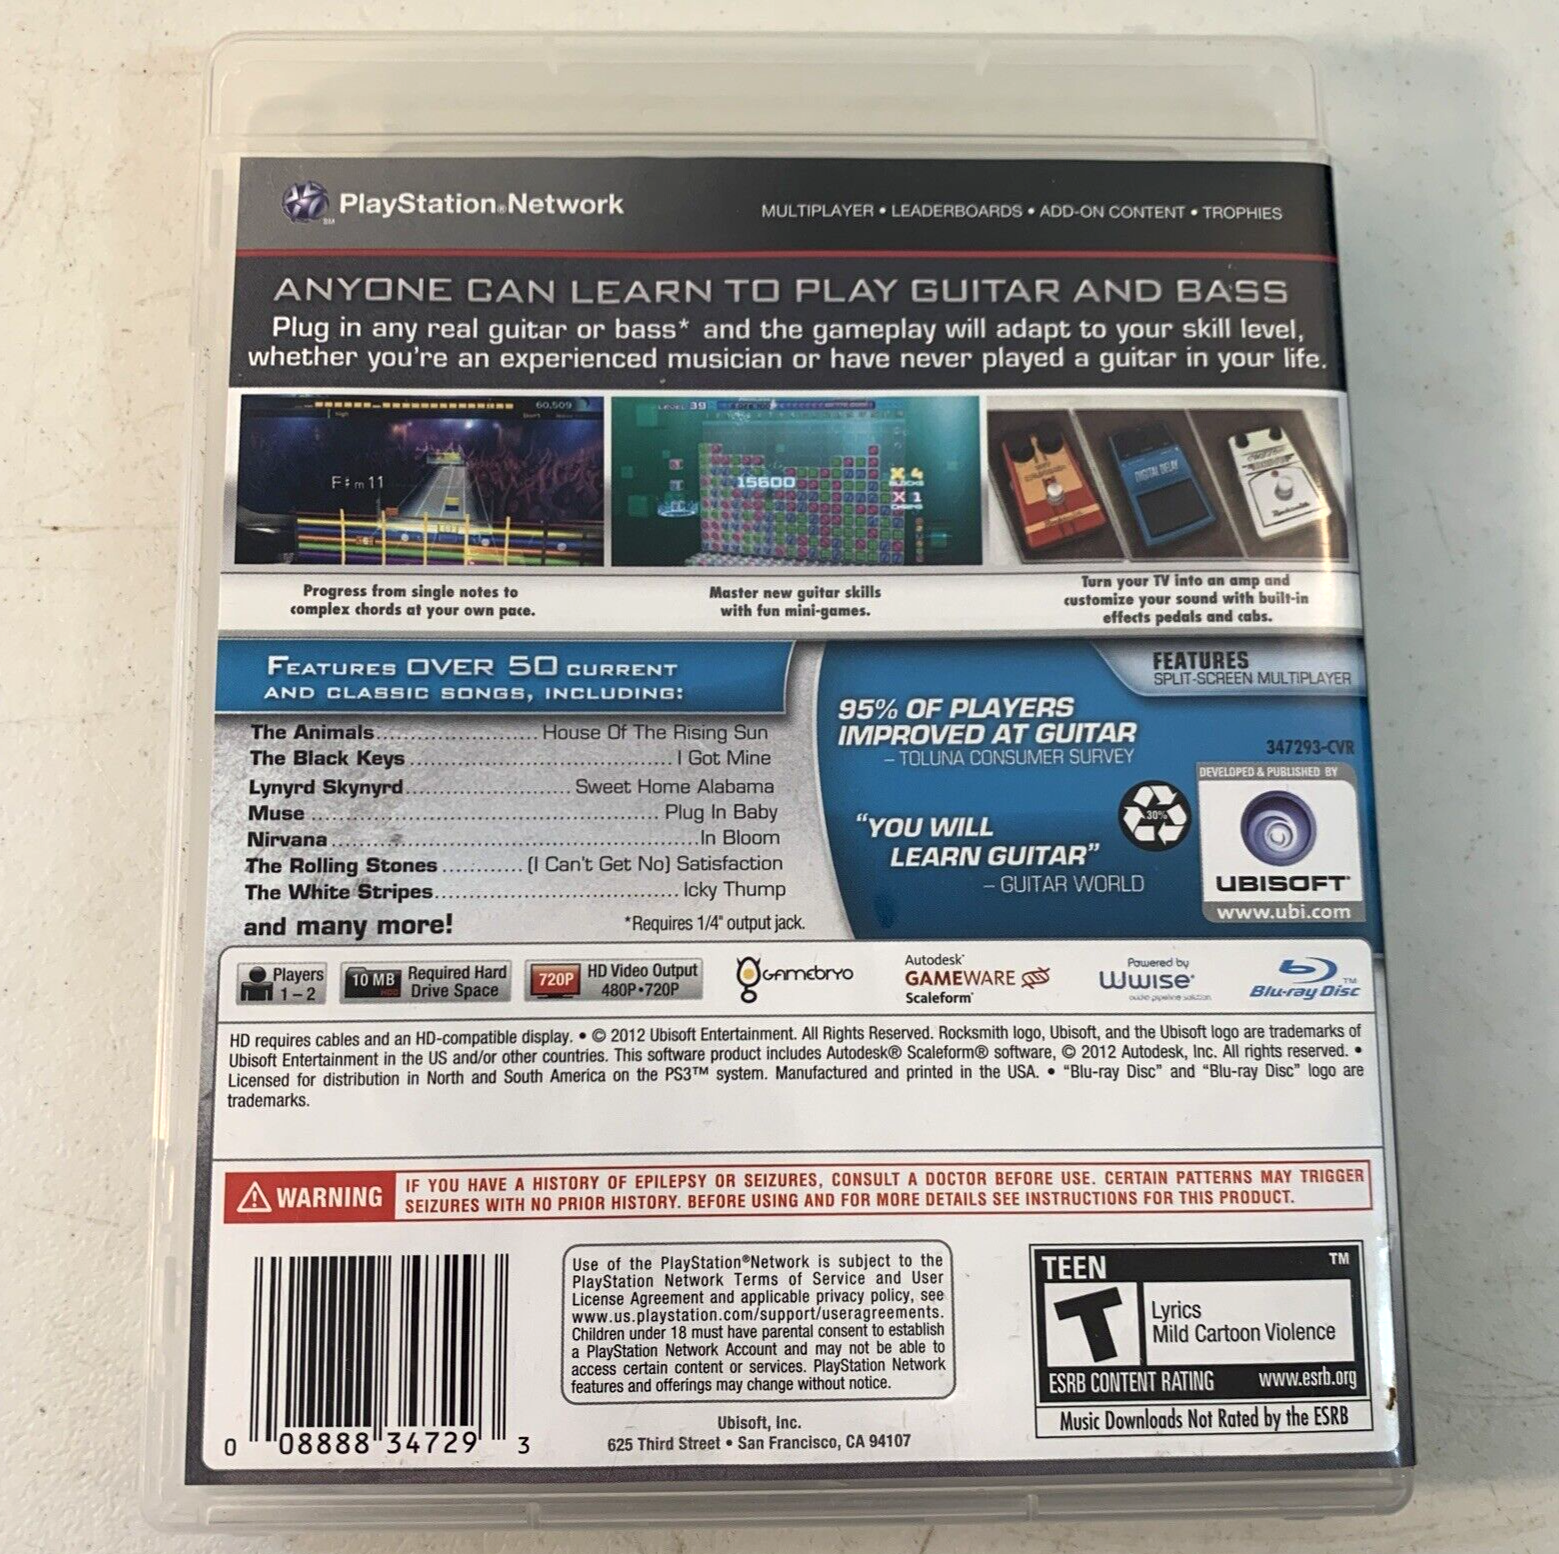 PlayStation®Network
SM
MULTIPLAYER • LEADERBOARDS • ADD-ON CONTENT • TROPHIES
ANYONE CAN LEARN TO PLAY GUITAR AND BASS
Plug in any real guitar or bass* and the gameplay will adapt to your skill level,
whether you're an experienced musician or have never played a guitar in your life.
60,509
F#m11
LEVEL 39
15600
X 4
BLOCKS
X 1
DIGITAL DELAY
Rocksmith
Progress from single notes to
complex chords at your own pace.
Master new guitar skills
with fun mini-games.
Turn your TV into an amp and
customize your sound with built-in
effects pedals and cabs.
FEATURES OVER 50 CURRENT
AND CLASSIC SONGS, INCLUDING:
The Animals.......................House Of The Rising Sun
The Black Keys.....................................I Got Mine
Lynyrd Skynyrd........................Sweet Home Alabama
Muse.................................................Plug In Baby
Nirvana.....................................................In Bloom
The Rolling Stones............(I Can't Get No) Satisfaction
The White Stripes...................................Icky Thump
and many more!
*Requires 1/4" output jack.
FEATURES
SPLIT-SCREEN MULTIPLAYER
95% OF PLAYERS
IMPROVED AT GUITAR
– TOLUNA CONSUMER SURVEY
"YOU WILL
LEARN GUITAR"
– GUITAR WORLD
30%
347293-CVR
DEVELOPED & PUBLISHED BY
UBISOFT
www.ubi.com
Players
1–2
10 MB
Required Hard
Drive Space
720P
HD Video Output
480P•720P
GAMEBRYO
Autodesk®
GAMEWARE
Scaleform®
Powered by
Wwise®
audio pipeline solution
Blu-ray Disc™
HD requires cables and an HD-compatible display. • © 2012 Ubisoft Entertainment. All Rights Reserved. Rocksmith logo, Ubisoft, and the Ubisoft logo are trademarks of
Ubisoft Entertainment in the US and/or other countries. This software product includes Autodesk® Scaleform® software, © 2012 Autodesk, Inc. All rights reserved. •
Licensed for distribution in North and South America on the PS3™ system. Manufactured and printed in the USA. • "Blu-ray Disc" and "Blu-ray Disc" logo are
trademarks.
WARNING
IF YOU HAVE A HISTORY OF EPILEPSY OR SEIZURES, CONSULT A DOCTOR BEFORE USE. CERTAIN PATTERNS MAY TRIGGER
SEIZURES WITH NO PRIOR HISTORY. BEFORE USING AND FOR MORE DETAILS SEE INSTRUCTIONS FOR THIS PRODUCT.
0 08888 34729 3
Use of the PlayStation®Network is subject to the
PlayStation Network Terms of Service and User
License Agreement and applicable privacy policy, see
www.us.playstation.com/support/useragreements.
Children under 18 must have parental consent to establish
a PlayStation Network Account and may not be able to
access certain content or services. PlayStation Network
features and offerings may change without notice.
Ubisoft, Inc.
625 Third Street • San Francisco, CA 94107
TEEN
TM
T
Lyrics
Mild Cartoon Violence
ESRB CONTENT RATING
www.esrb.org
Music Downloads Not Rated by the ESRB